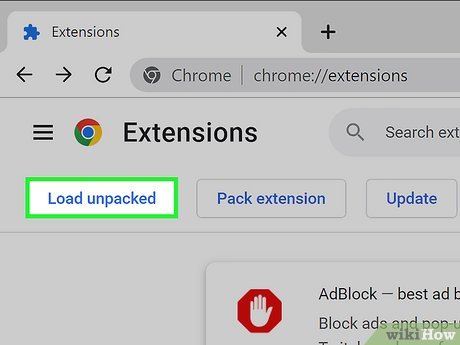 Extensions
Chrome | chrome://extensions
Extensions
Search ext
Load unpacked
Pack extension
Update
AdBlock — best ad b
Block ads and pop-u
wikiHow